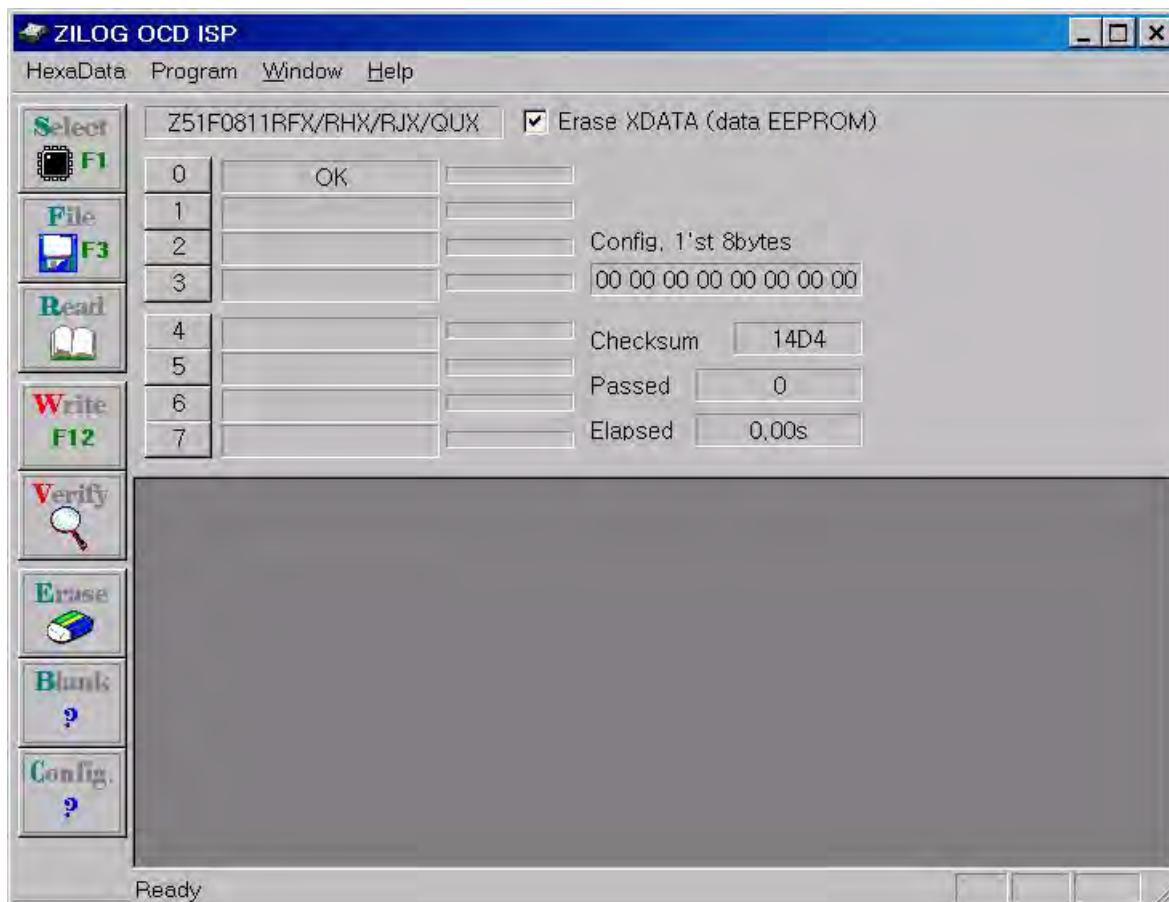 ZILOG OCD ISP
HexaData Program Window Help
Select F1
Z51F0811RFX/RHX/RJX/QUX
Erase XDATA (data EEPROM)
0 OK
1
File F3
2
Config. 1'st 8bytes
3
00 00 00 00 00 00 00 00
Read
4
Checksum 14D4
5
Passed 0
Write F12
6
Elapsed 0,00s
7
Verify
Erase
Blank
?
Config.
?
Ready